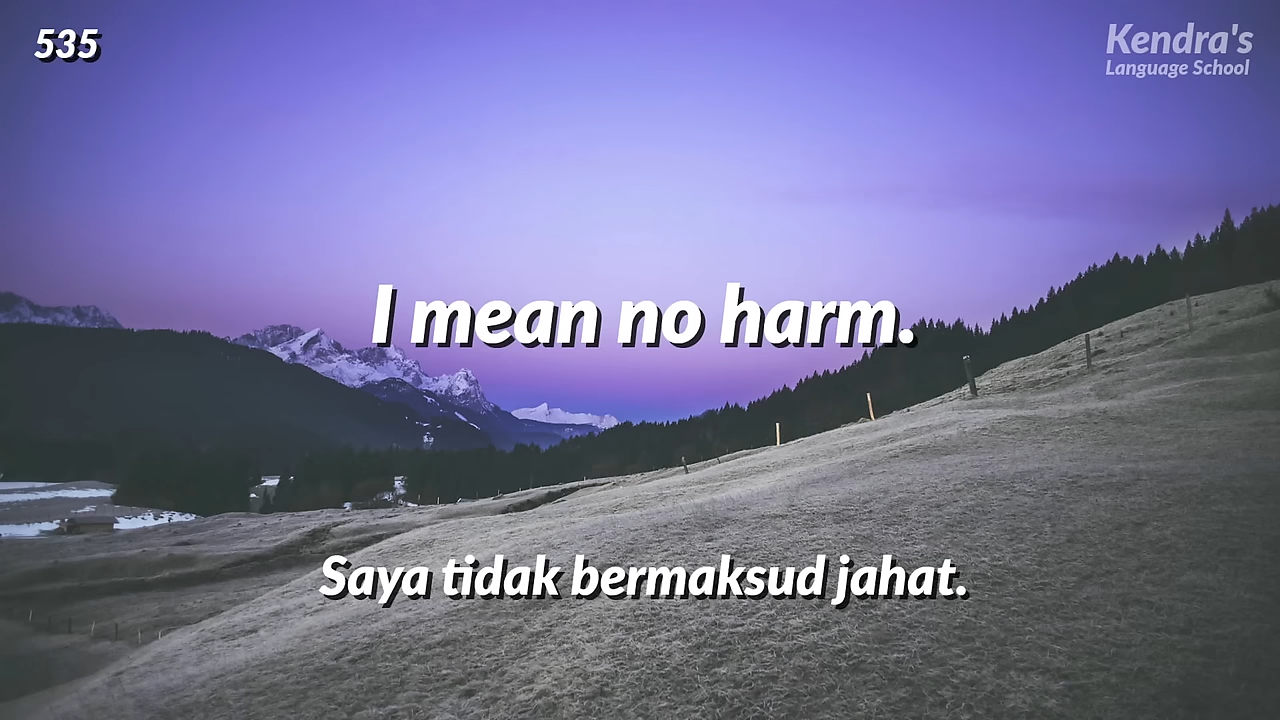 535
Kendra's
Language School
I mean no harm.
Saya tidak bermaksud jahat.